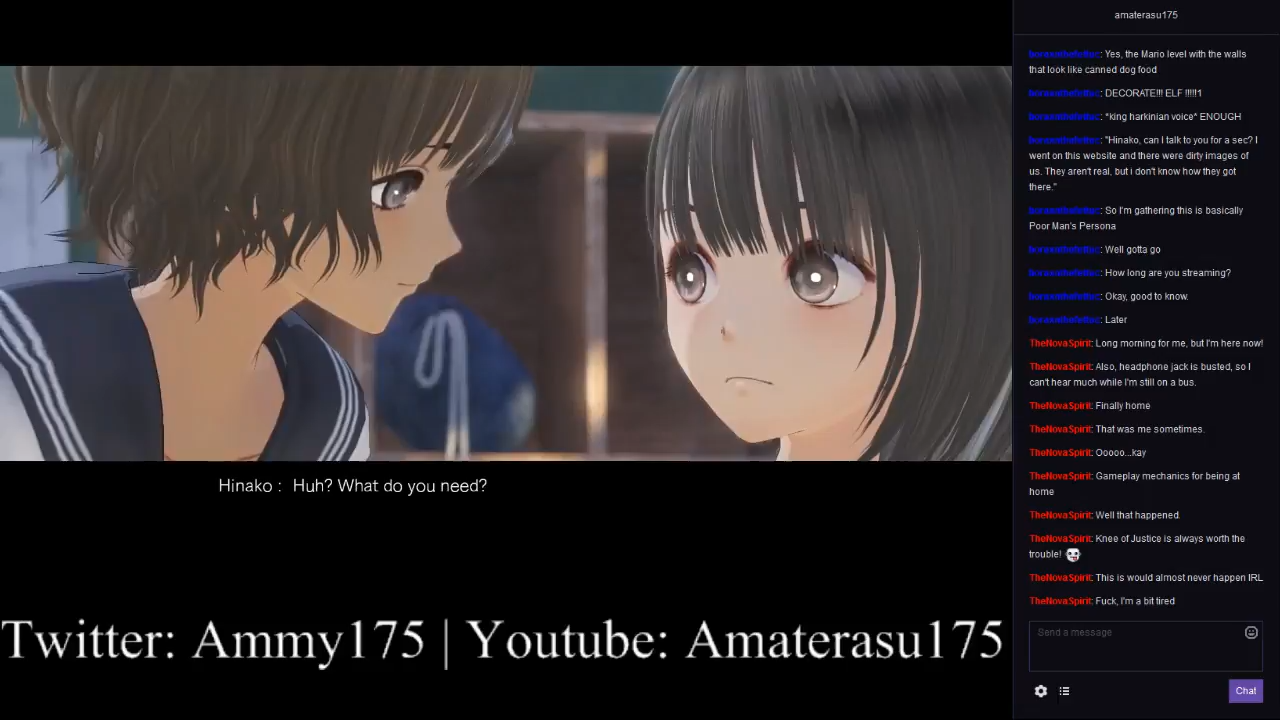 amaterasu175
: Yes, the Mario level with the walls
that look like canned dog food
: DECORATE!!! ELF !!!!!1
: *king harkinian voice* ENOUGH
: "Hinako, can I talk to you for a sec? I
went on this website and there were dirty images of
us. They aren't real, but i don't know how they got
there."
: So I'm gathering this is basically
Poor Man's Persona
: Well gotta go
: How long are you streaming?
: Okay, good to know.
: Later
TheNovaSpirit: Long morning for me, but I'm here now!
TheNovaSpirit: Also, headphone jack is busted, so I
can't hear much while I'm still on a bus.
TheNovaSpirit: Finally home
TheNovaSpirit: That was me sometimes.
TheNovaSpirit: Ooooo...kay
TheNovaSpirit: Gameplay mechanics for being at
home
TheNovaSpirit: Well that happened.
TheNovaSpirit: Knee of Justice is always worth the
trouble!
TheNovaSpirit: This is would almost never happen IRL
TheNovaSpirit: Fuck, I'm a bit tired
Send a message
Chat
Hinako : Huh? What do you need?
Twitter: Ammy175 | Youtube: Amaterasu175